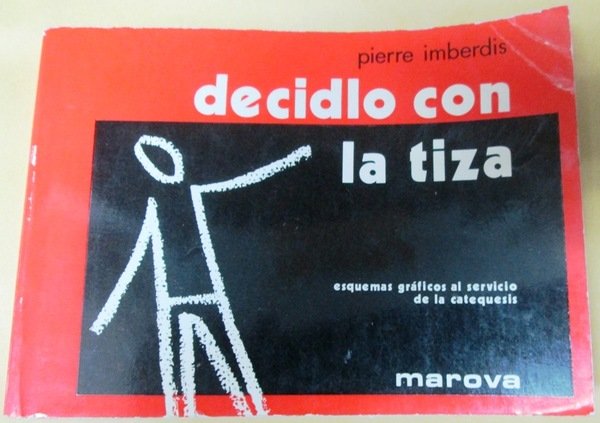 pierre imberdis
decidlo con
la tiza
esquemas gráficos al servicio
de la catequesis
marova